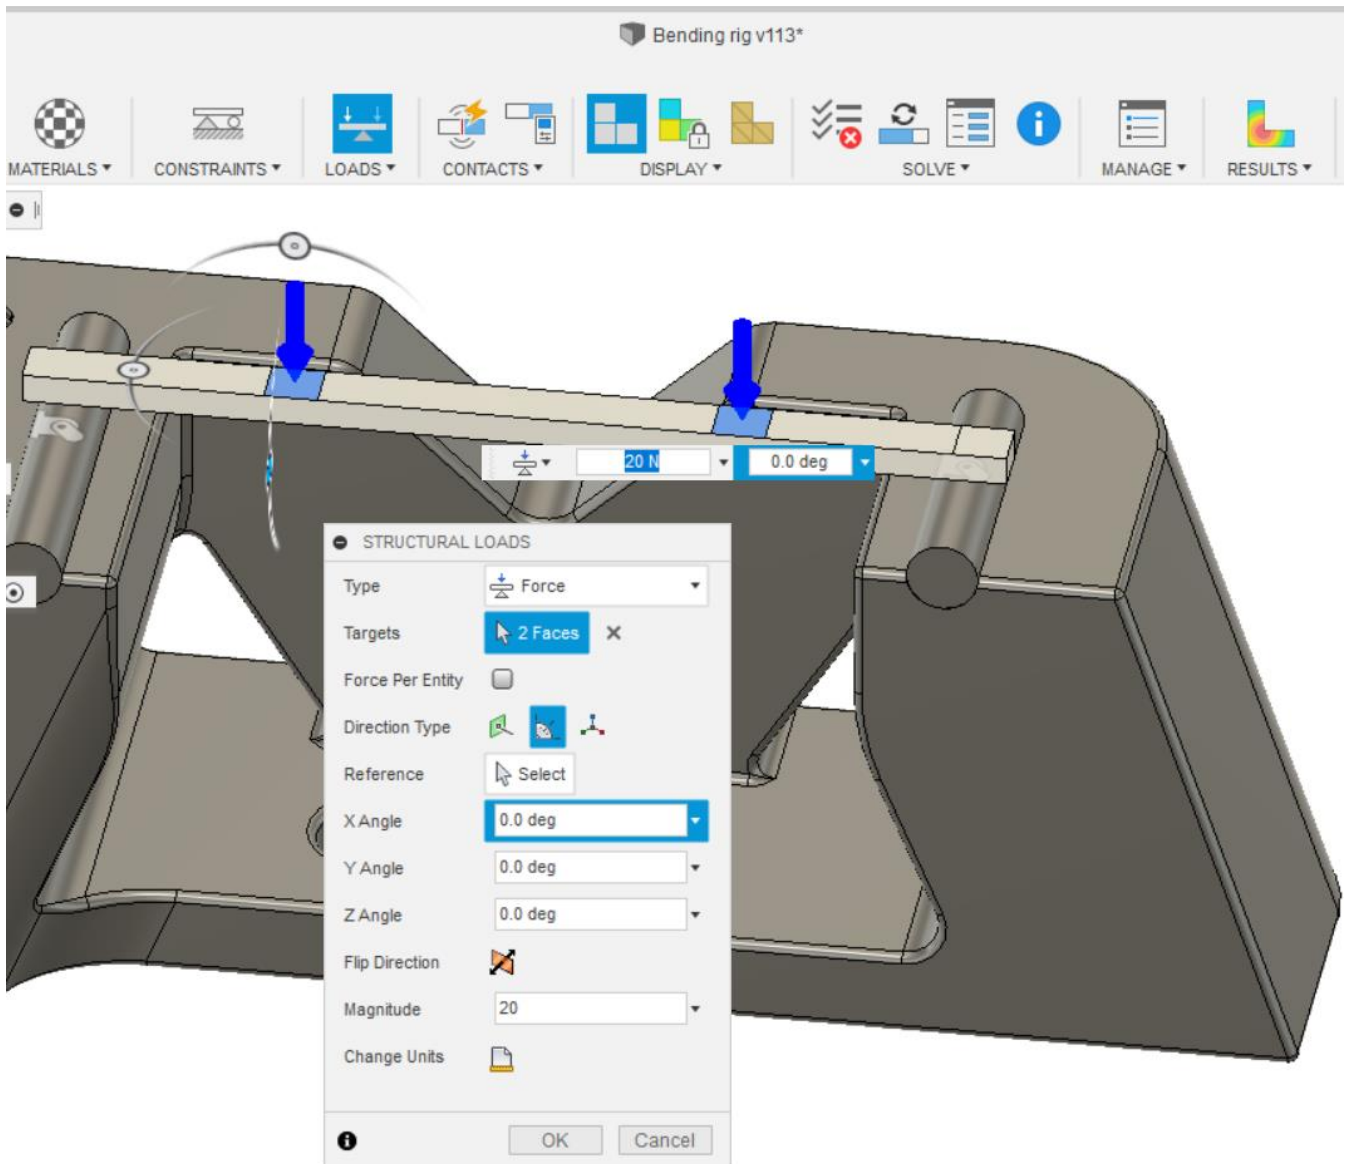 Bending rig v113*
MATERIALS CONSTRAINTS LOADS CONTACTS DISPLAY SOLVE MANAGE RESULTS
20 N 0.0 deg
STRUCTURAL LOADS
Type Force
Targets 2 Faces
Force Per Entity
Direction Type
Reference Select
X Angle 0.0 deg
Y Angle 0.0 deg
Z Angle 0.0 deg
Flip Direction
Magnitude 20
Change Units
OK Cancel